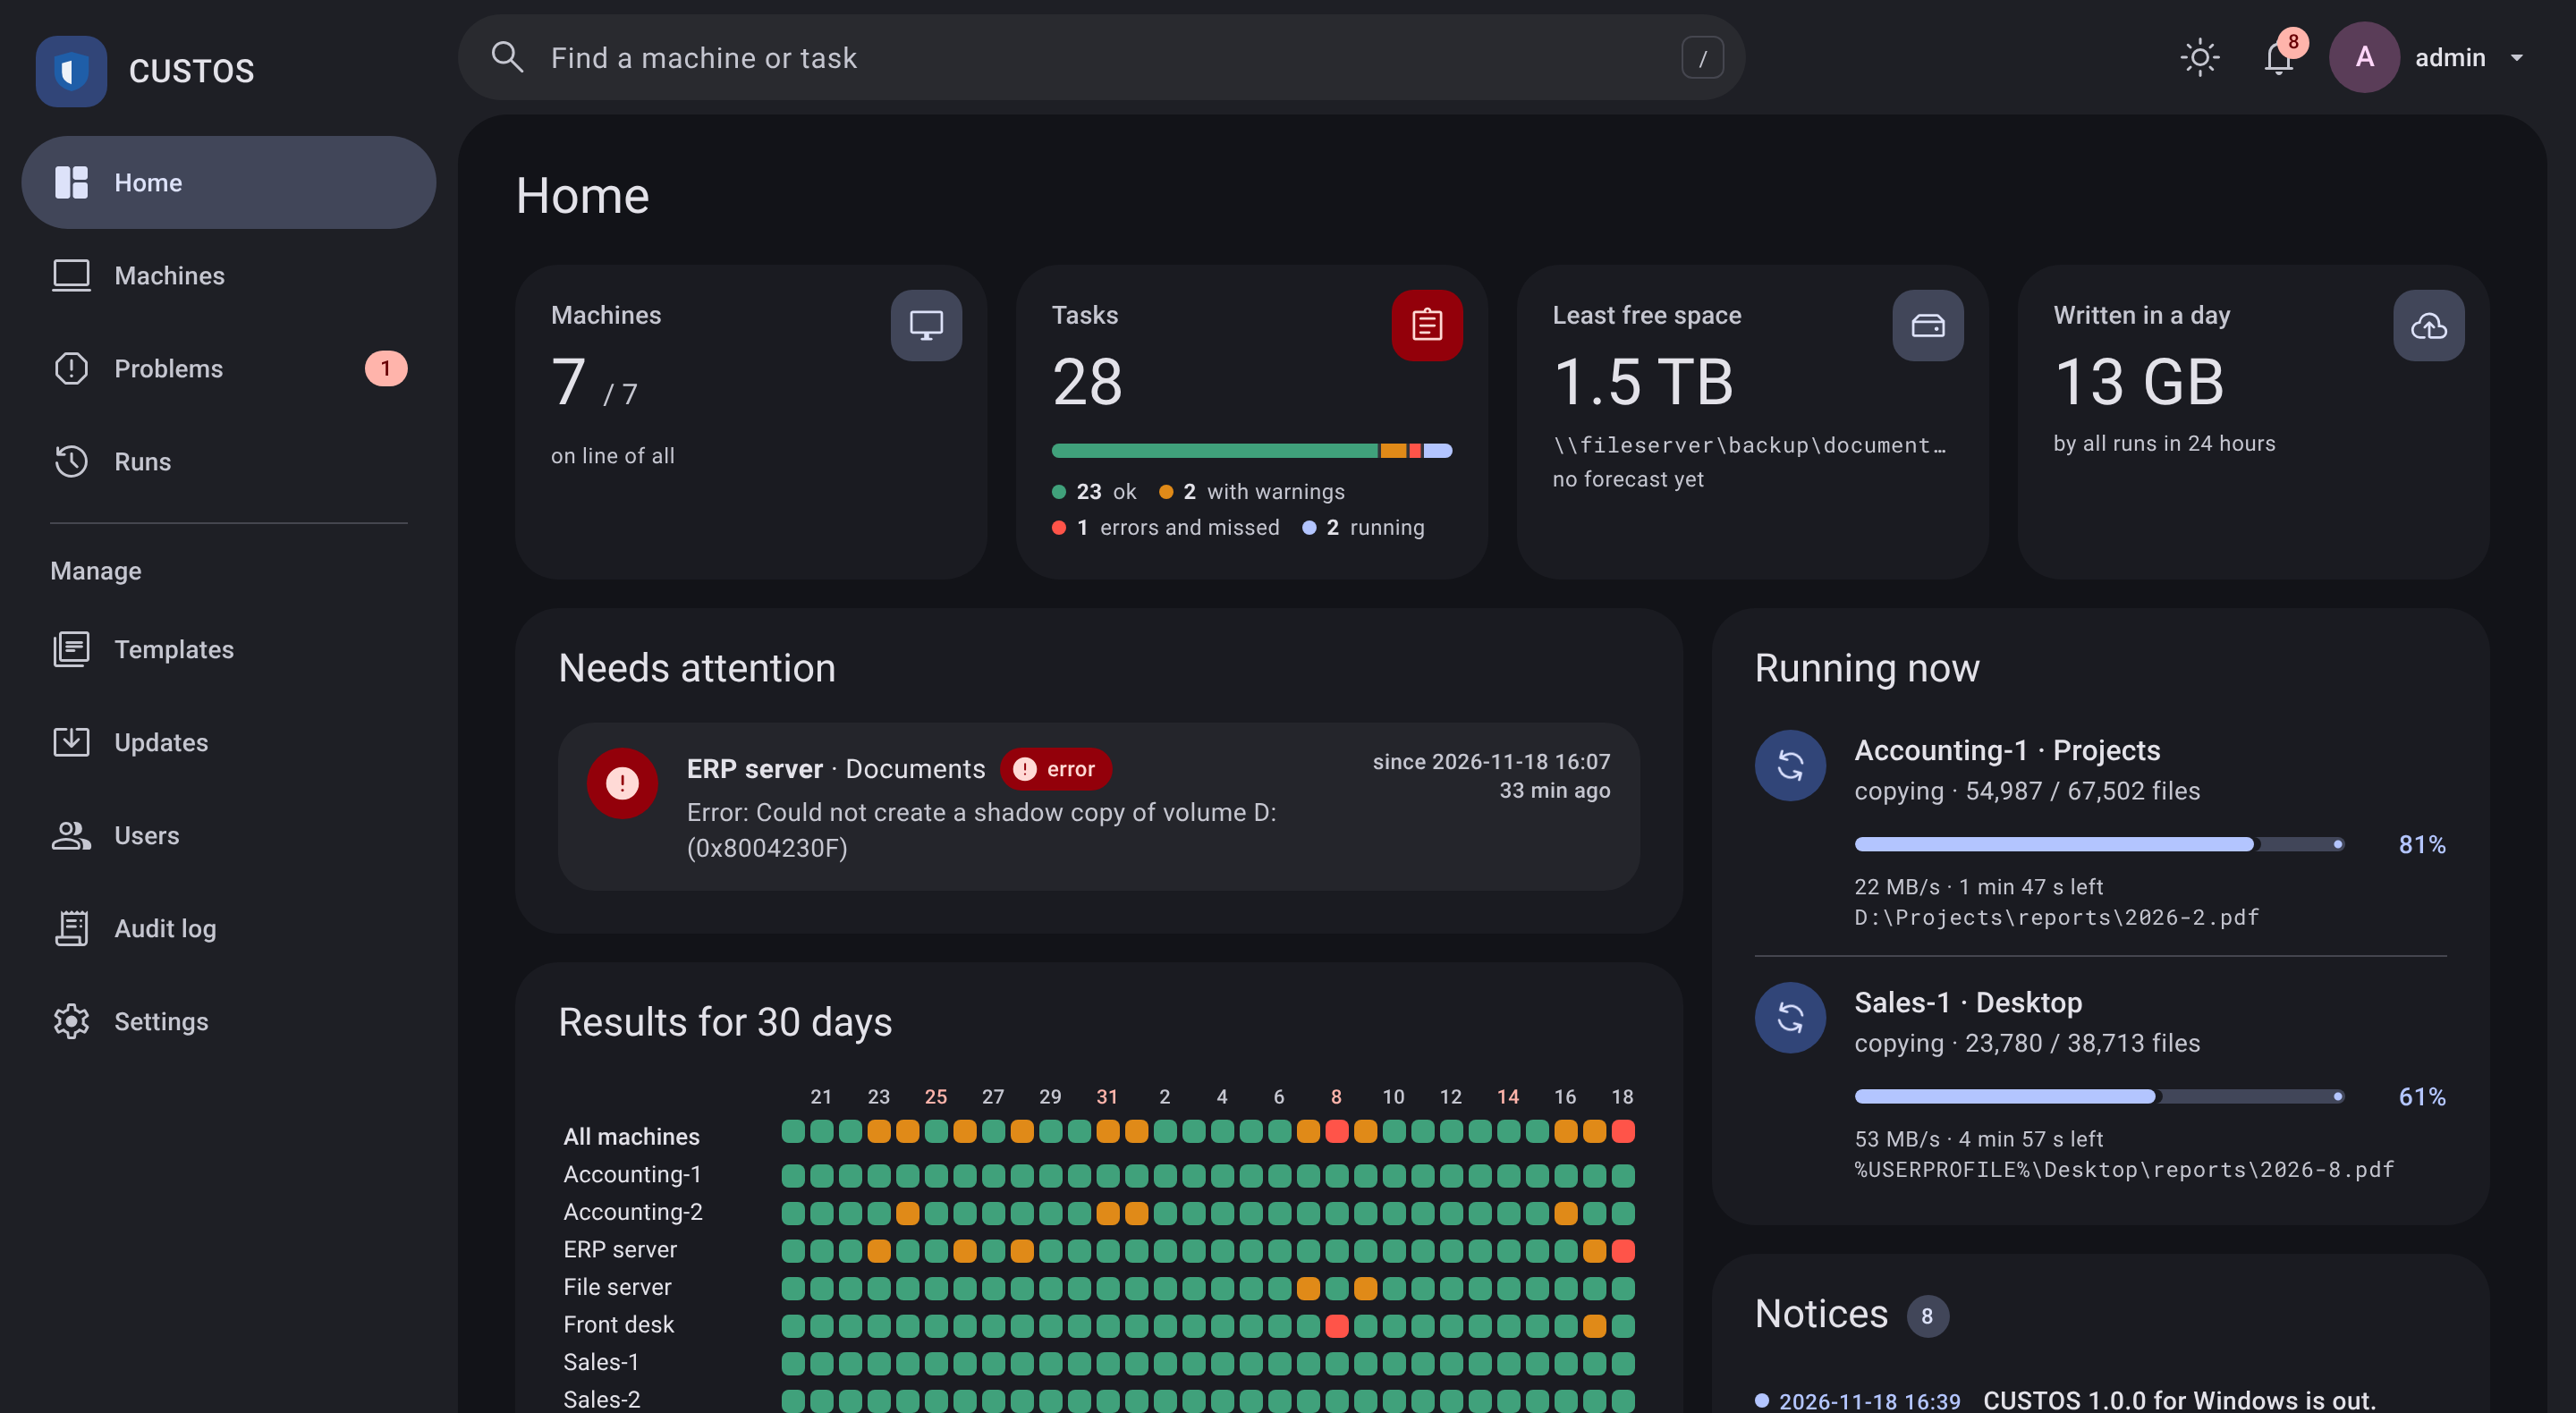 CUSTOS
Find a machine or task
/
8
A
admin
Home
Machines
Problems
1
Runs
Manage
Templates
Updates
Users
Audit log
Settings
Home
Machines
7 / 7
on line of all
Tasks
28
23 ok 2 with warnings
1 errors and missed 2 running
Least free space
1.5 TB
\\fileserver\backup\document…
no forecast yet
Written in a day
13 GB
by all runs in 24 hours
Needs attention
ERP server · Documents error
Error: Could not create a shadow copy of volume D:
(0x8004230F)
since 2026-11-18 16:07
33 min ago
Results for 30 days
21 23 25 27 29 31 2 4 6 8 10 12 14 16 18
All machines
Accounting-1
Accounting-2
ERP server
File server
Front desk
Sales-1
Sales-2
Running now
Accounting-1 · Projects
copying · 54,987 / 67,502 files
81%
22 MB/s · 1 min 47 s left
D:\Projects\reports\2026-2.pdf
Sales-1 · Desktop
copying · 23,780 / 38,713 files
61%
53 MB/s · 4 min 57 s left
%USERPROFILE%\Desktop\reports\2026-8.pdf
Notices 8
2026-11-18 16:39 CUSTOS 1.0.0 for Windows is out.